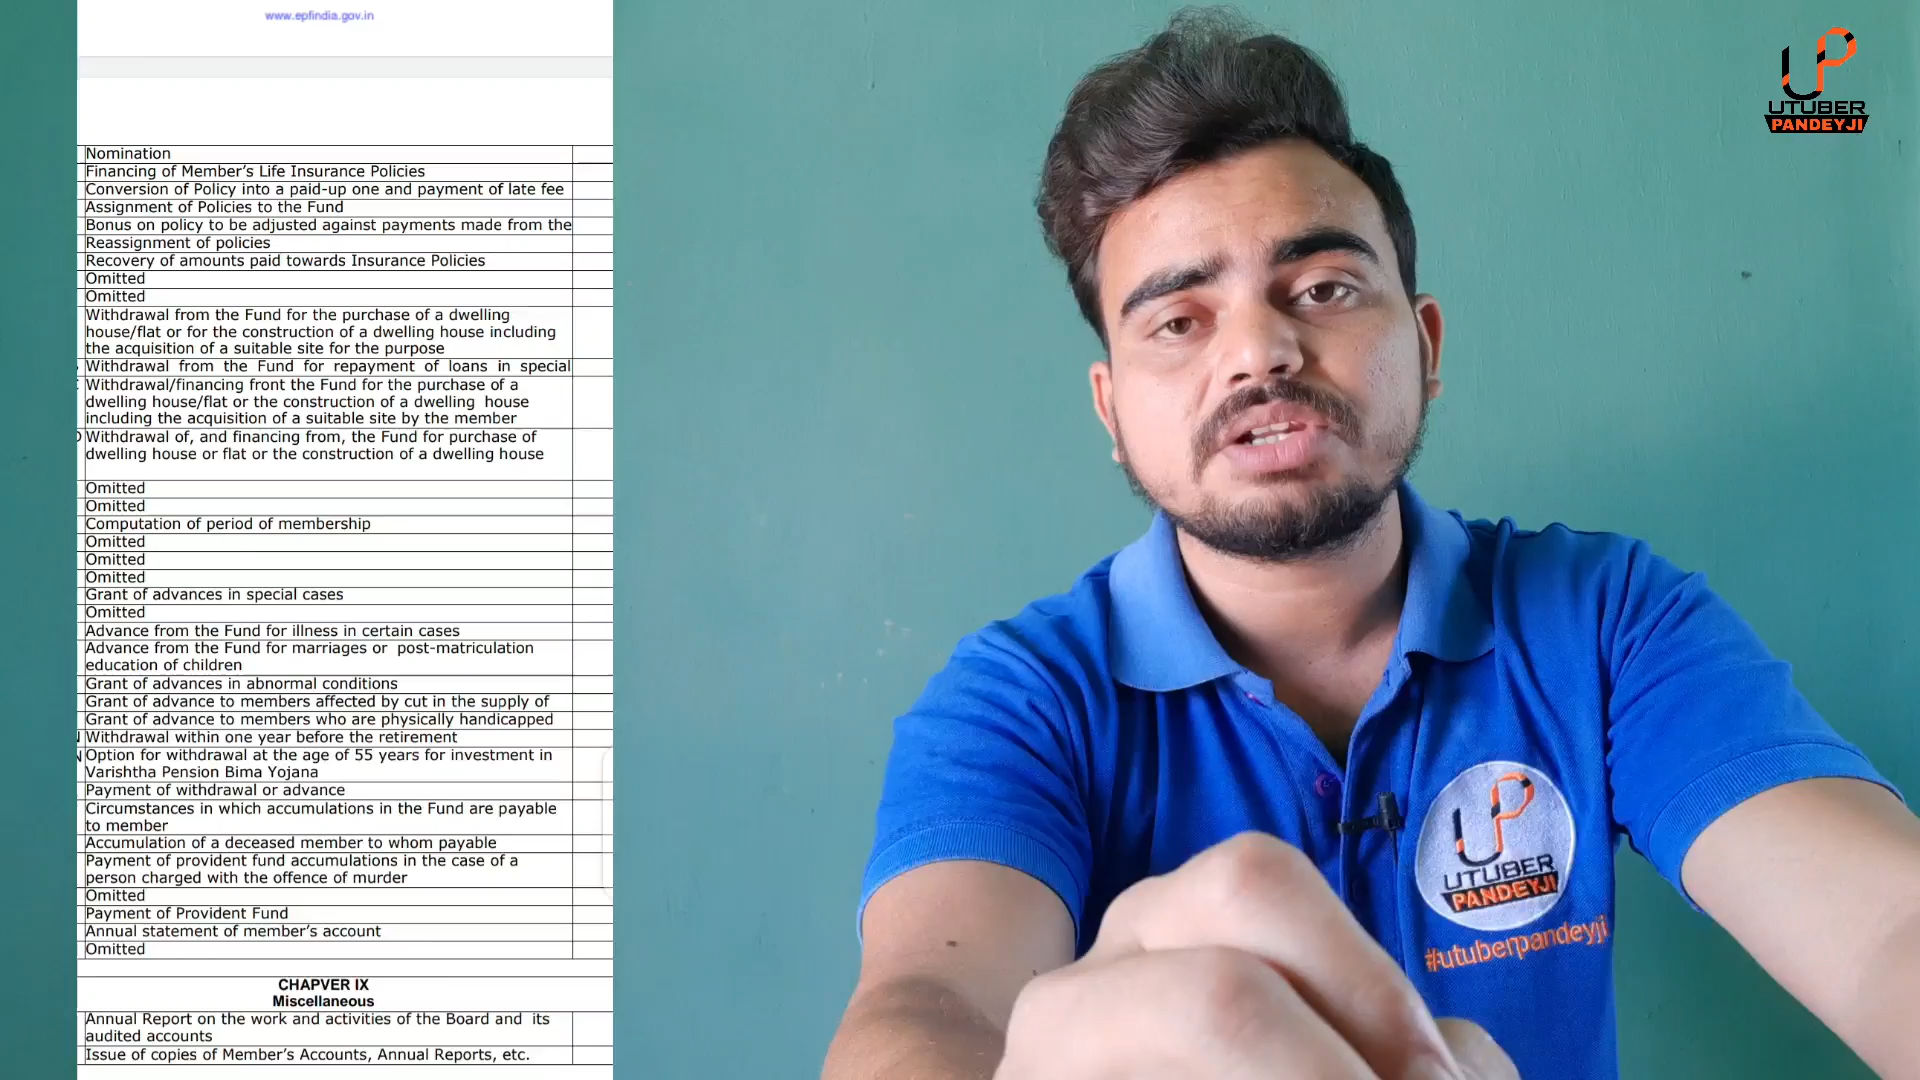 www.epfindia.gov.in
Nomination
Financing of Member’s Life Insurance Policies
Conversion of Policy into a paid-up one and payment of late fee
Assignment of Policies to the Fund
Bonus on policy to be adjusted against payments made from the
Reassignment of policies
Recovery of amounts paid towards Insurance Policies
Omitted
Omitted
Withdrawal from the Fund for the purchase of a dwelling
house/flat or for the construction of a dwelling house including
the acquisition of a suitable site for the purpose
Withdrawal from the Fund for repayment of loans in special
Withdrawal/financing front the Fund for the purchase of a
dwelling house/flat or the construction of a dwelling house
including the acquisition of a suitable site by the member
Withdrawal of, and financing from, the Fund for purchase of
dwelling house or flat or the construction of a dwelling house
Omitted
Omitted
Computation of period of membership
Omitted
Omitted
Omitted
Grant of advances in special cases
Omitted
Advance from the Fund for illness in certain cases
Advance from the Fund for marriages or post-matriculation
education of children
Grant of advances in abnormal conditions
Grant of advance to members affected by cut in the supply of
Grant of advance to members who are physically handicapped
Withdrawal within one year before the retirement
Option for withdrawal at the age of 55 years for investment in
Varishtha Pension Bima Yojana
Payment of withdrawal or advance
Circumstances in which accumulations in the Fund are payable
to member
Accumulation of a deceased member to whom payable
Payment of provident fund accumulations in the case of a
person charged with the offence of murder
Omitted
Payment of Provident Fund
Annual statement of member’s account
Omitted
CHAPVER IX
Miscellaneous
Annual Report on the work and activities of the Board and its
audited accounts
Issue of copies of Member’s Accounts, Annual Reports, etc.
UP
UTUBER
PANDEYJI
UP
UTUBER
PANDEYJI
#utuberpandeyji